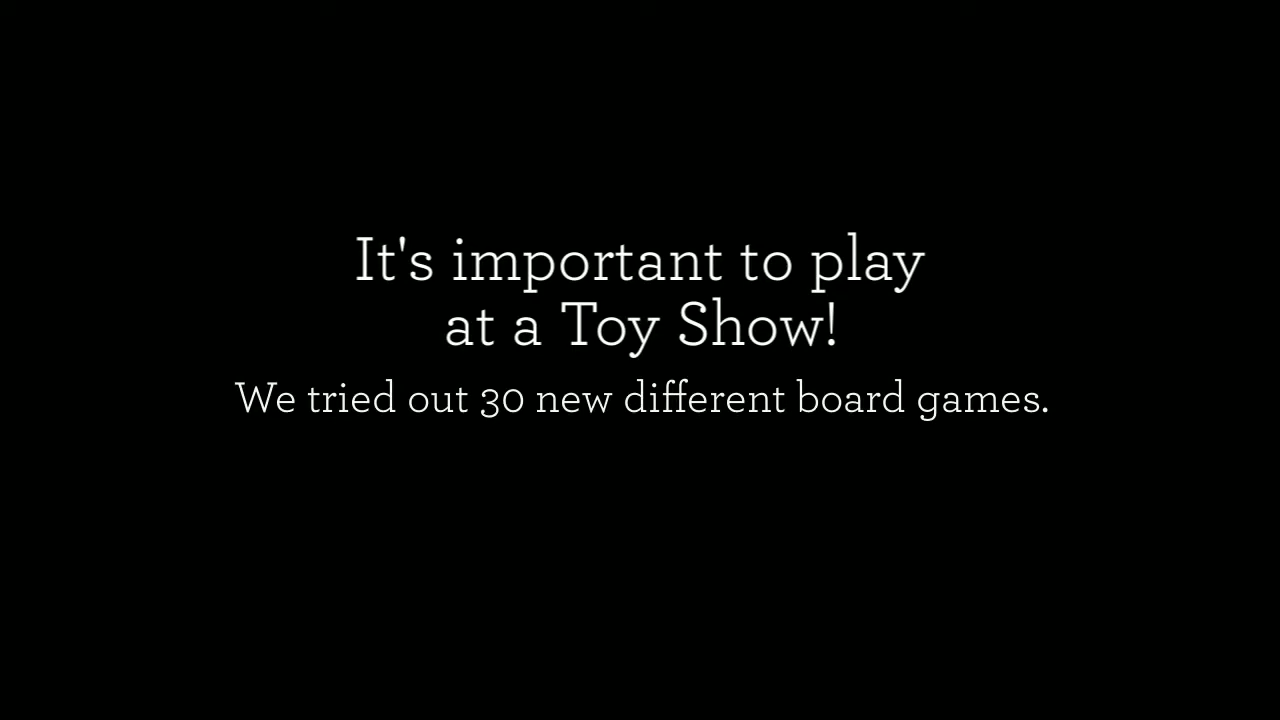 It's important to play
at a Toy Show!
We tried out 30 new different board games.